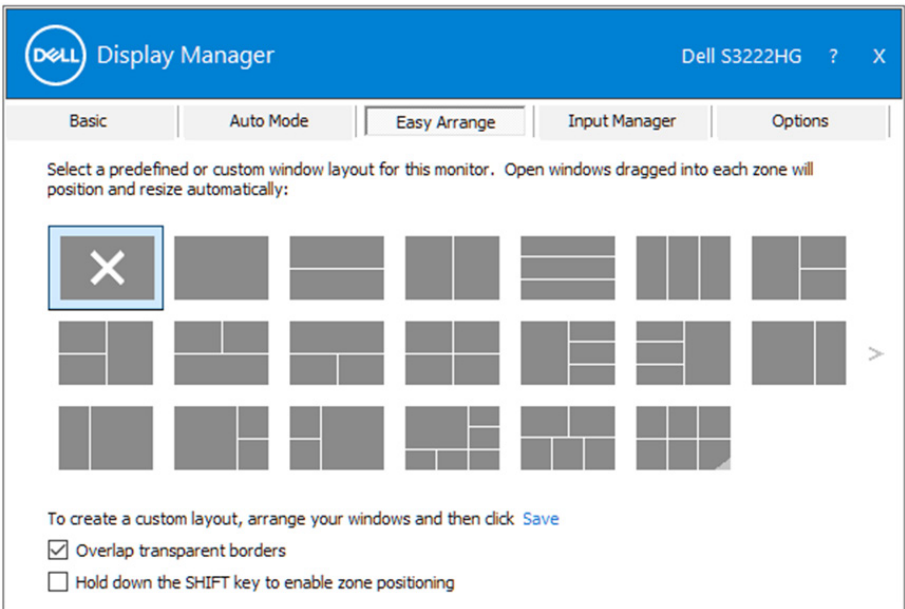 DELL Display Manager Dell S3222HG ? X
Basic Auto Mode Easy Arrange Input Manager Options
Select a predefined or custom window layout for this monitor. Open windows dragged into each zone will
position and resize automatically:
>
To create a custom layout, arrange your windows and then click Save
Overlap transparent borders
Hold down the SHIFT key to enable zone positioning